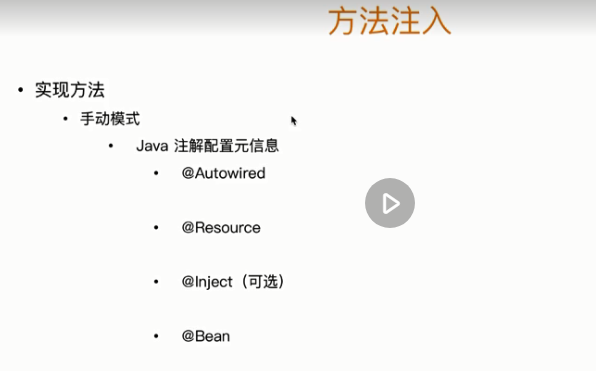 方法注入
• 实现方法
• 手动模式
• Java 注解配置元信息
• @Autowired
• @Resource
• @Inject（可选）
• @Bean